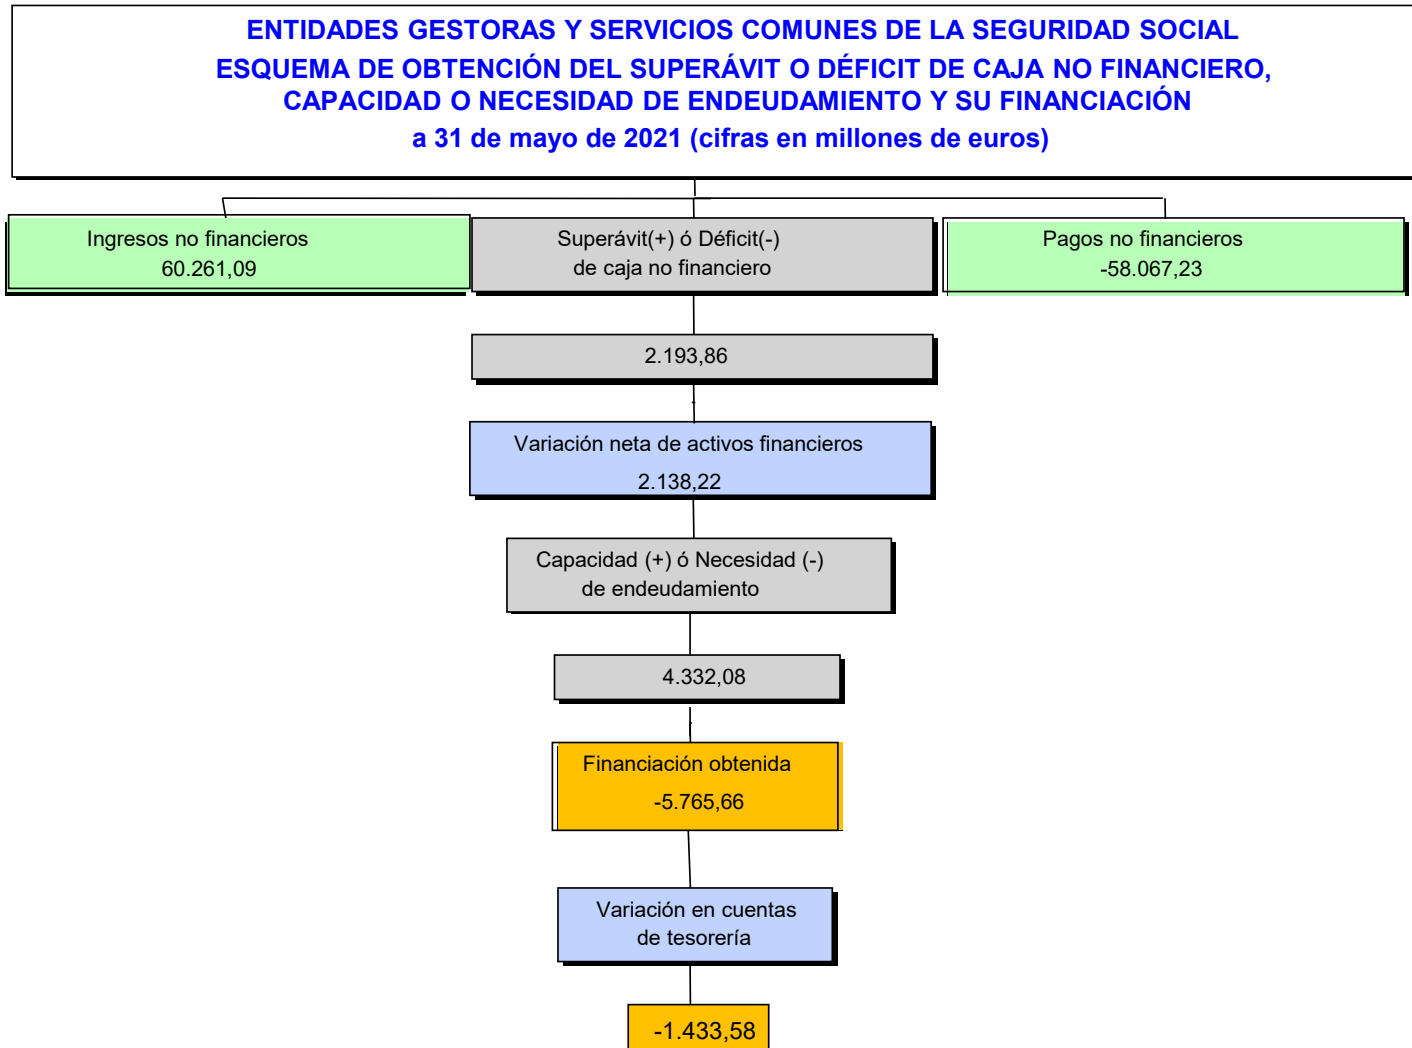 ENTIDADES GESTORAS Y SERVICIOS COMUNES DE LA SEGURIDAD SOCIAL
ESQUEMA DE OBTENCIÓN DEL SUPERÁVIT O DÉFICIT DE CAJA NO FINANCIERO,
CAPACIDAD O NECESIDAD DE ENDEUDAMIENTO Y SU FINANCIACIÓN
a 31 de mayo de 2021 (cifras en millones de euros)
Ingresos no financieros
60.261,09
Superávit(+) ó Déficit(-)
de caja no financiero
Pagos no financieros
-58.067,23
2.193,86
Variación neta de activos financieros
2.138,22
Capacidad (+) ó Necesidad (-)
de endeudamiento
4.332,08
Financiación obtenida
-5.765,66
Variación en cuentas
de tesorería
-1.433,58